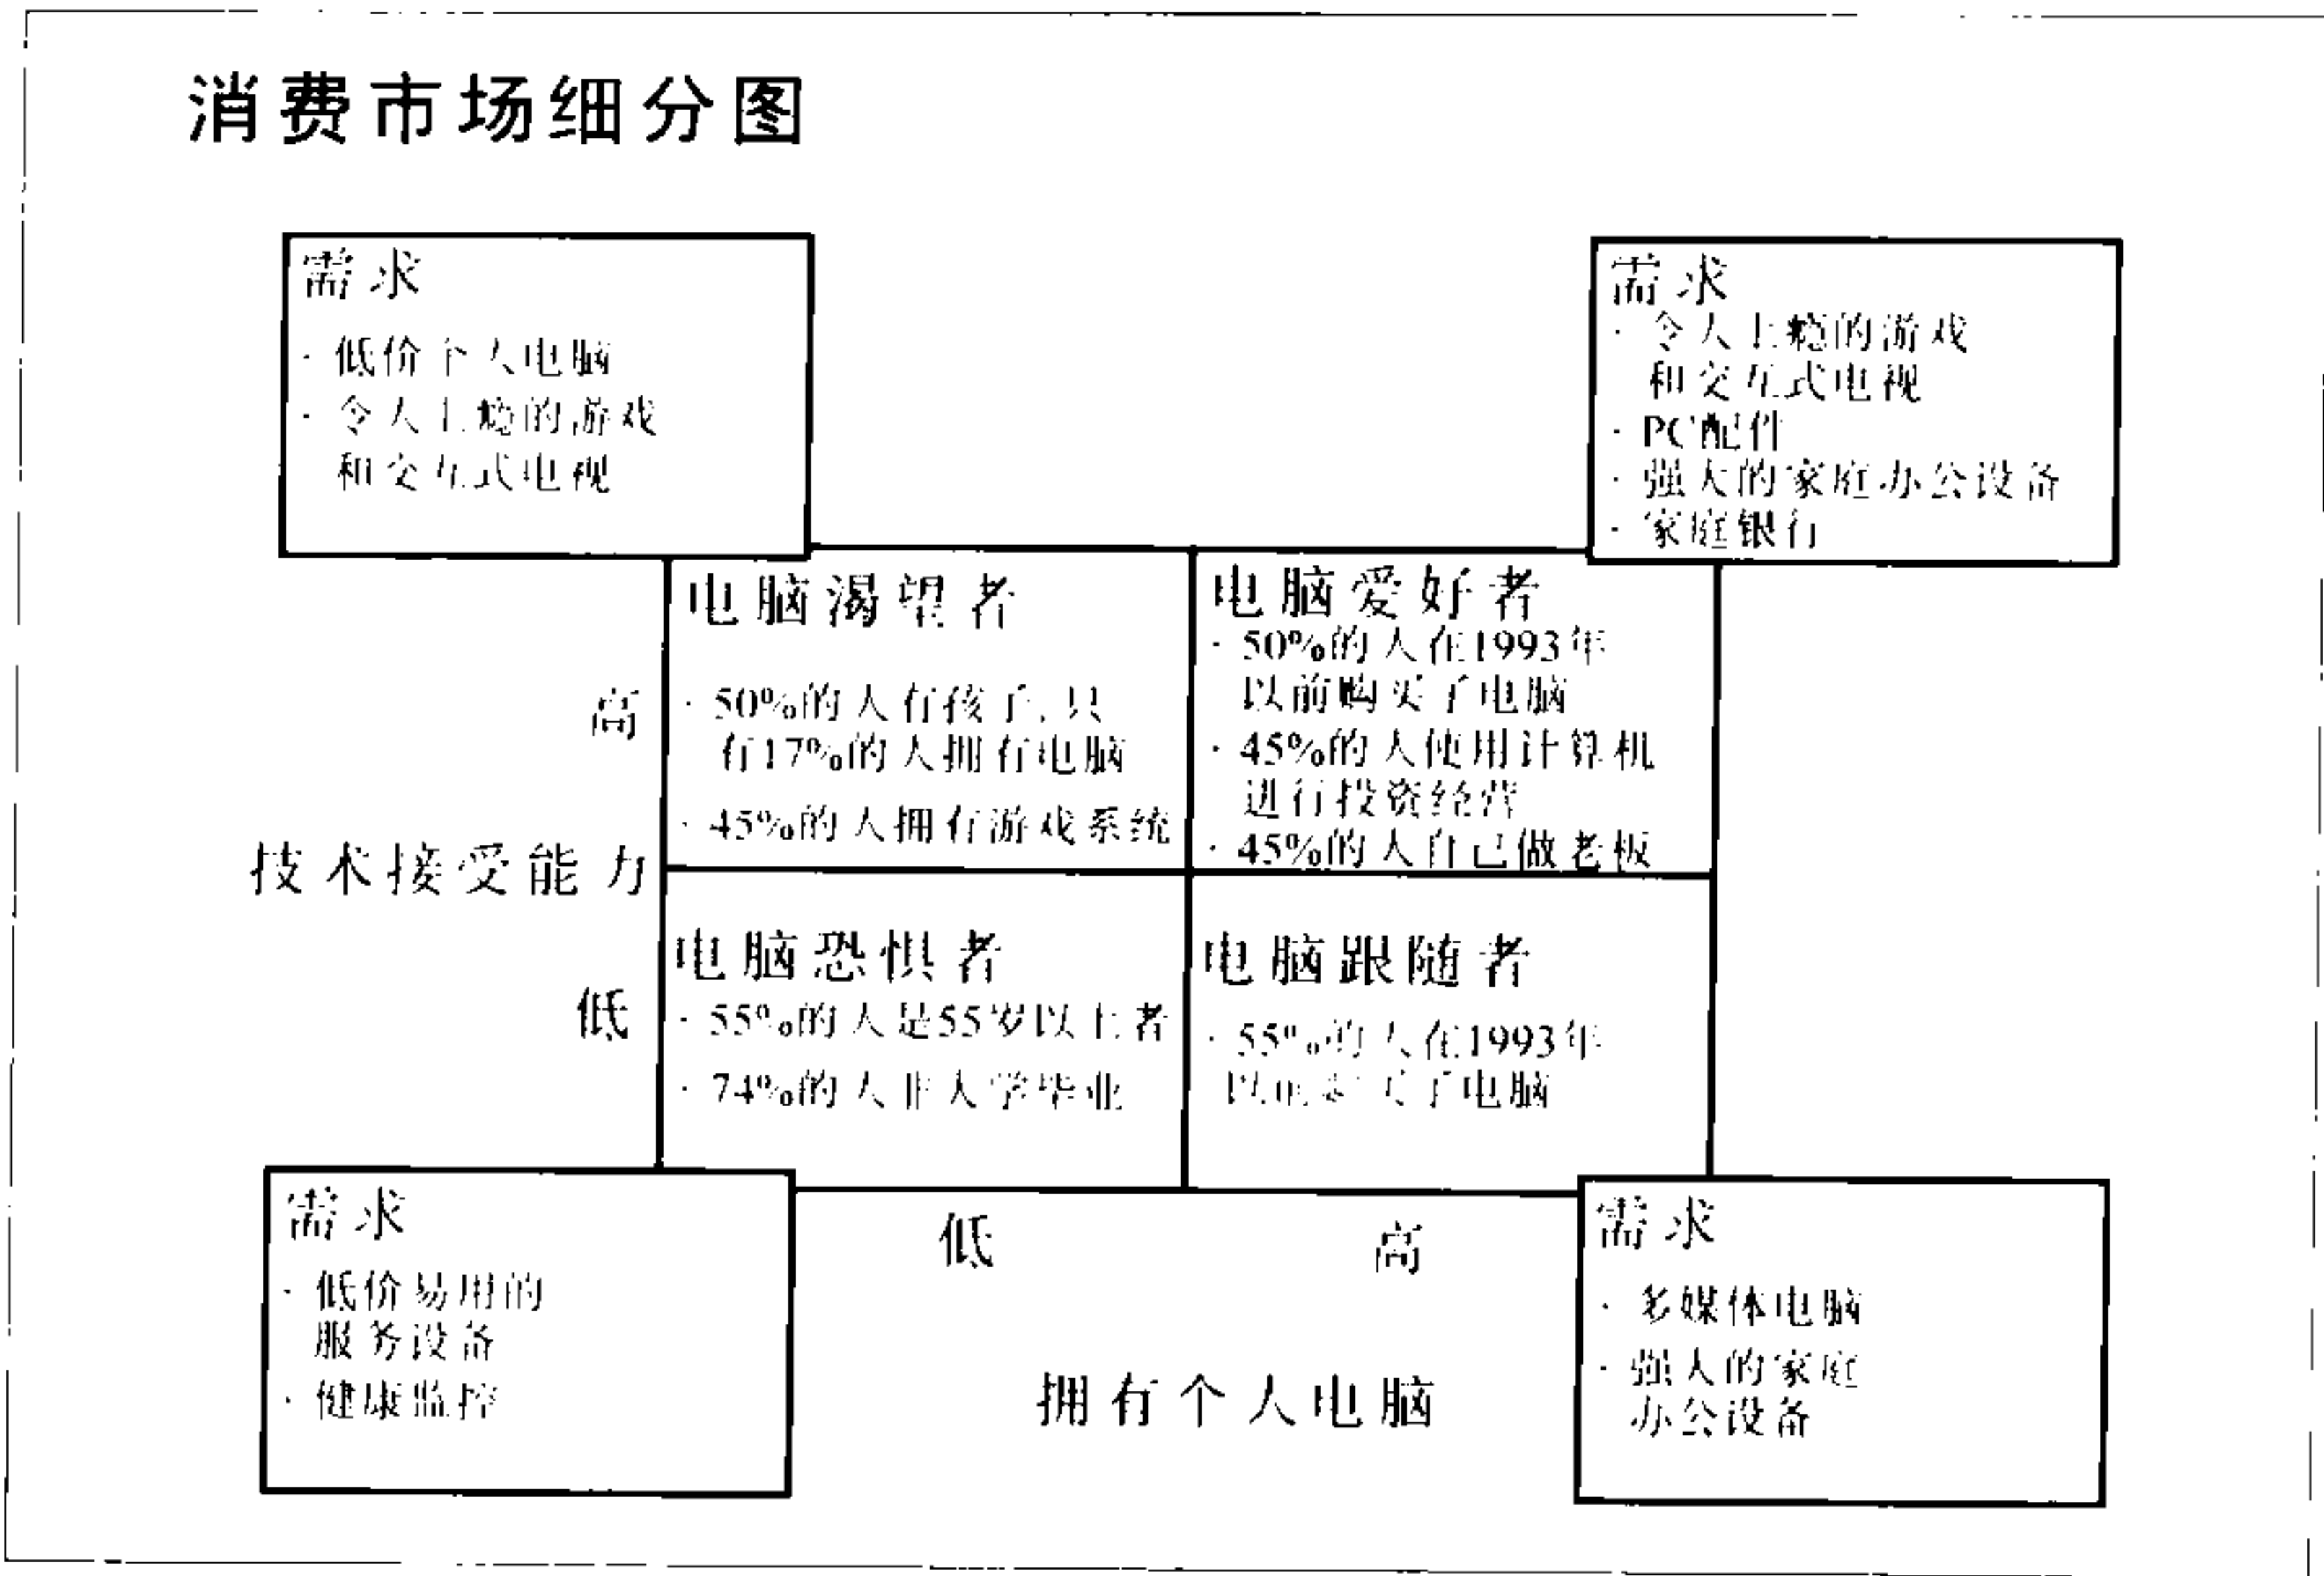 消费市场细分图
需求
· 低价个人电脑
· 令人上瘾的游戏
和交互式电视
需求
· 令人上瘾的游戏
和交互式电视
· PC配件
· 强大的家庭办公设备
· 家庭银行
电脑渴望者
· 50%的人有孩子,只
有17%的人拥有电脑
· 45%的人拥有游戏系统
电脑爱好者
· 50%的人在1993年
以前购买了电脑
· 45%的人使用计算机
进行投资经营
· 45%的人自己做老板
高
技术接受能力
低
电脑恐惧者
· 55%的人是55岁以上者
· 74%的人非大学毕业
电脑跟随者
· 55%的人在1993年
以 买了电脑
需求
· 低价易用的
服务设备
· 健康监控
低
高
拥有个人电脑
需求
· 多媒体电脑
· 强大的家庭
办公设备